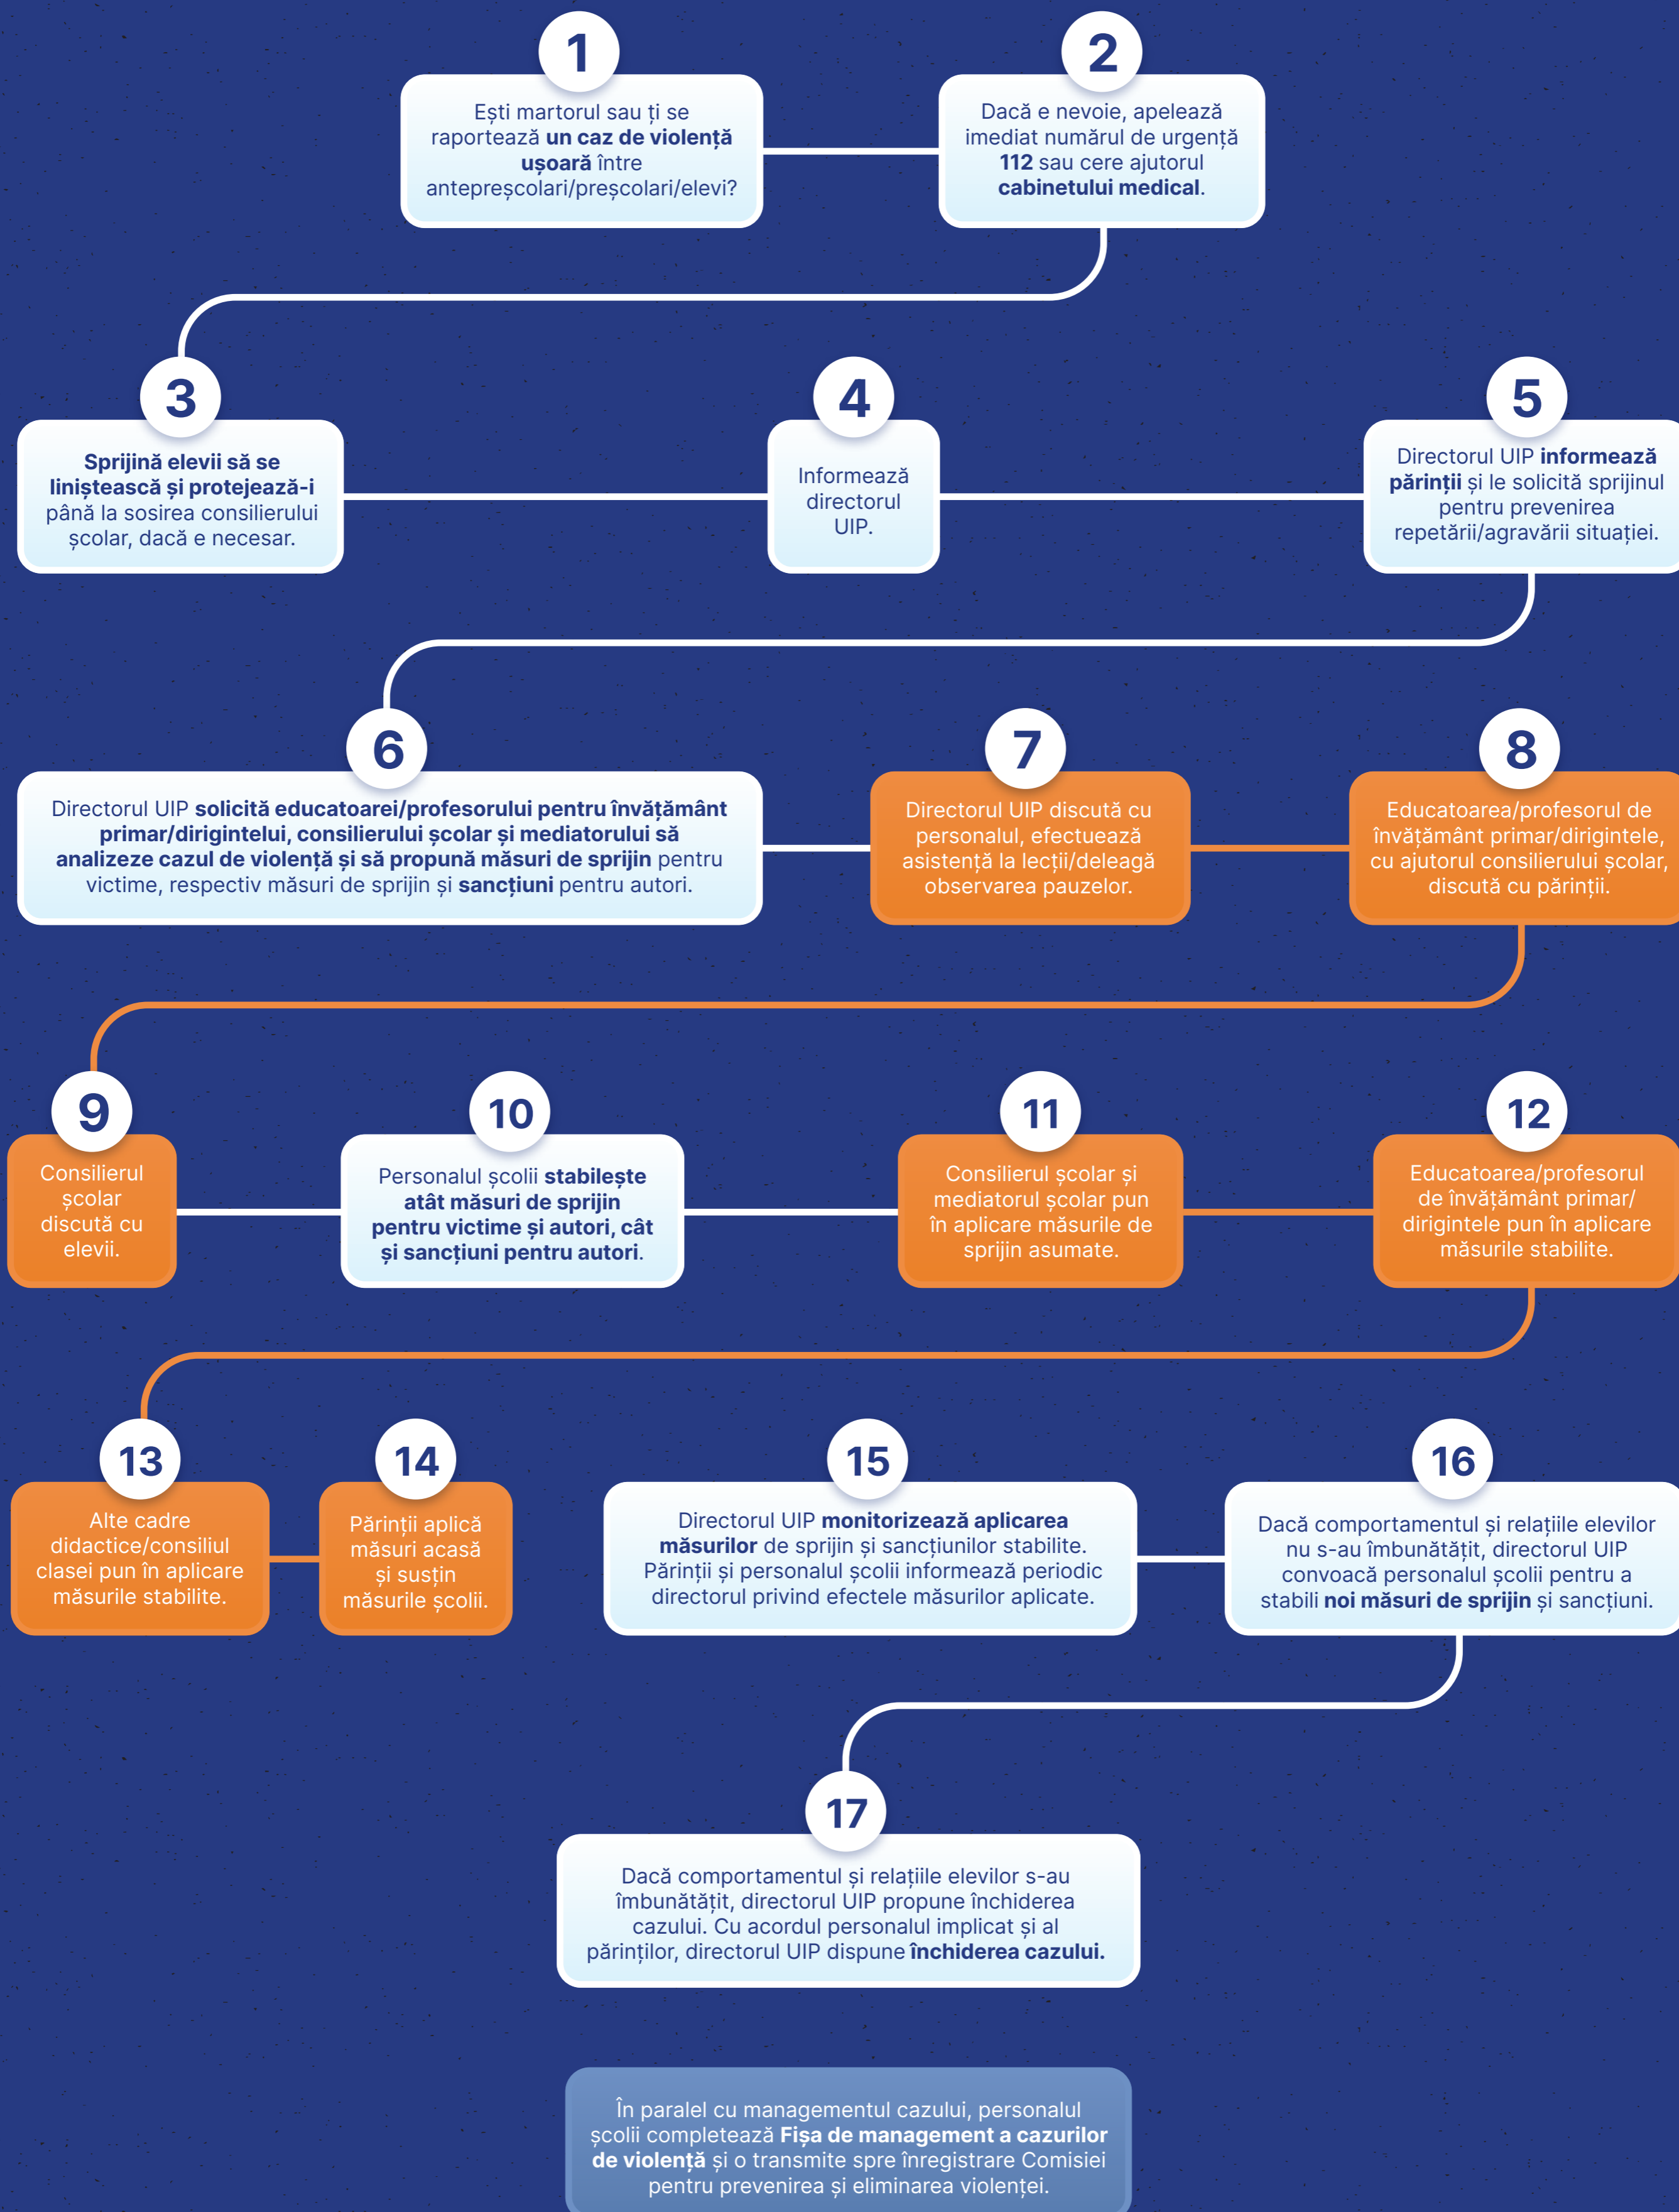 1
Ești martorul sau ți se
raportează un caz de violență
ușoară între
antepreșcolari/preșcolari/elevi?
2
Dacă e nevoie, apelează
imediat numărul de urgență
112 sau cere ajutorul
cabinetului medical.
3
Sprijină elevii să se
liniștească și protejează-i
până la sosirea consilierului
școlar, dacă e necesar.
4
Informează
directorul
UIP.
5
Directorul UIP informează
părinții și le solicită sprijinul
pentru prevenirea
repetării/agravării situației.
6
Directorul UIP solicită educatoarei/profesorului pentru învățământ
primar/dirigintelui, consilierului școlar și mediatorului să
analizeze cazul de violență și să propună măsuri de sprijin pentru
victime, respectiv măsuri de sprijin și sancțiuni pentru autori.
7
Directorul UIP discută cu
personalul, efectuează
asistență la lecții/deleagă
observarea pauzelor.
8
Educatoarea/profesorul de
învățământ primar/dirigintele,
cu ajutorul consilierului școlar,
discută cu părinții.
9
Consilierul
școlar
discută cu
elevii.
10
Personalul școlii stabilește
atât măsuri de sprijin
pentru victime și autori, cât
și sancțiuni pentru autori.
11
Consilierul școlar și
mediatorul școlar pun
în aplicare măsurile de
sprijin asumate.
12
Educatoarea/profesorul
de învățământ primar/
dirigintele pun în aplicare
măsurile stabilite.
13
Alte cadre
didactice/consiliul
clasei pun în aplicare
măsurile stabilite.
14
Părinții aplică
măsuri acasă
și susțin
măsurile școlii.
15
Directorul UIP monitorizează aplicarea
măsurilor de sprijin și sancțiunilor stabilite.
Părinții și personalul școlii informează periodic
directorul privind efectele măsurilor aplicate.
16
Dacă comportamentul și relațiile elevilor
nu s-au îmbunătățit, directorul UIP
convoacă personalul școlii pentru a
stabili noi măsuri de sprijin și sancțiuni.
17
Dacă comportamentul și relațiile elevilor s-au
îmbunătățit, directorul UIP propune închiderea
cazului. Cu acordul personalul implicat și al
părinților, directorul UIP dispune închiderea cazului.
În paralel cu managementul cazului, personalul
școlii completează Fișa de management a cazurilor
de violență și o transmite spre înregistrare Comisiei
pentru prevenirea și eliminarea violenței.